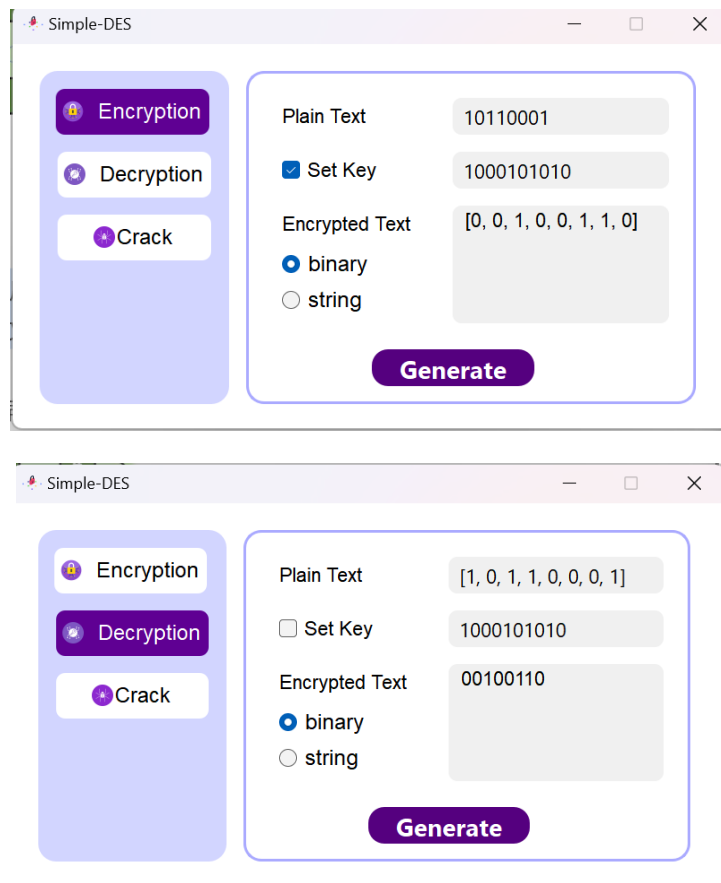 Simple-DES
Encryption
Decryption
Crack
Plain Text 10110001
Set Key 1000101010
Encrypted Text [0, 0, 1, 0, 0, 1, 1, 0]
binary
string
Generate
Simple-DES
Encryption
Decryption
Crack
Plain Text [1, 0, 1, 1, 0, 0, 0, 1]
Set Key 1000101010
Encrypted Text 00100110
binary
string
Generate